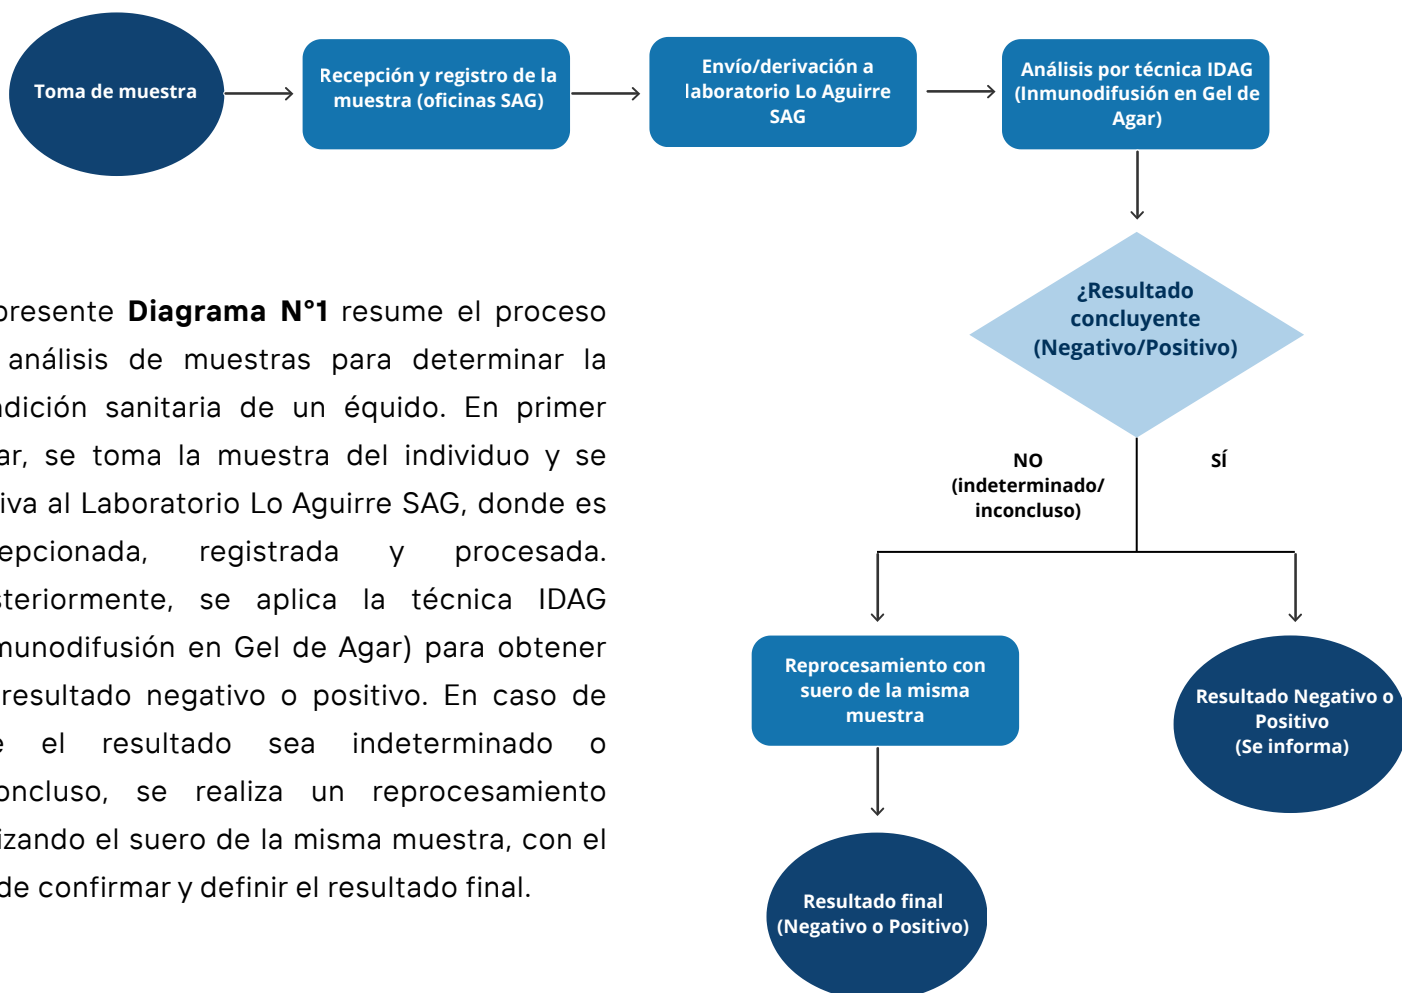 Toma de muestra
Recepción y registro de la
muestra (oficinas SAG)
Envío/derivación a
laboratorio Lo Aguirre
SAG
Análisis por técnica IDAG
(Inmunodifusión en Gel de
Agar)
¿Resultado
concluyente
(Negativo/Positivo)
NO
(indeterminado/
inconcluso)
SÍ
Reprocesamiento con
suero de la misma
muestra
Resultado Negativo o
Positivo
(Se informa)
Resultado final
(Negativo o Positivo)
presente Diagrama N°1 resume el proceso
análisis de muestras para determinar la
ndición sanitaria de un équido. En primer
ar, se toma la muestra del individuo y se
iva al Laboratorio Lo Aguirre SAG, donde es
epcionada, registrada y procesada.
steriormente, se aplica la técnica IDAG
munodifusión en Gel de Agar) para obtener
resultado negativo o positivo. En caso de
e el resultado sea indeterminado o
oncluso, se realiza un reprocesamiento
izando el suero de la misma muestra, con el
de confirmar y definir el resultado final.